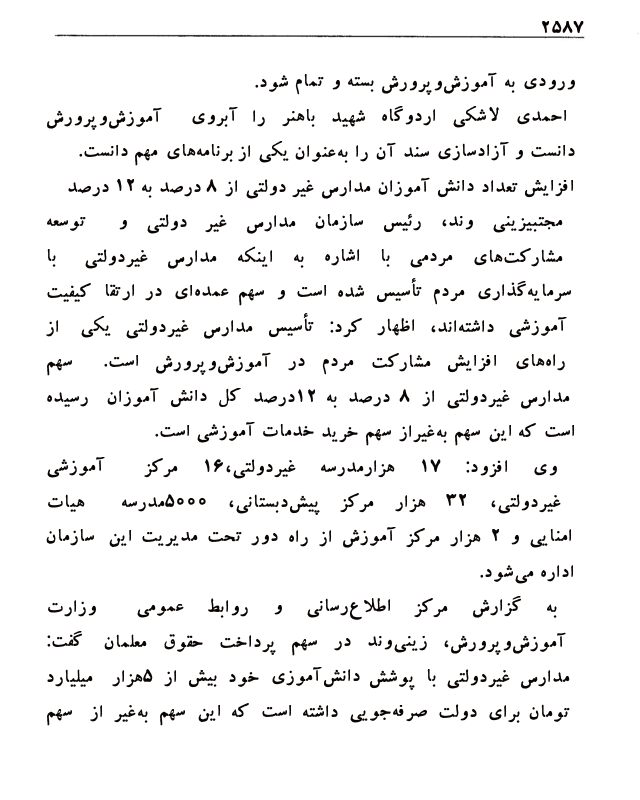 ۲۵۸۷
ورودی به آموزش‌وپرورش بسته و تمام شود.
احمدی لاشکی اردوگاه شهید باهنر را آبروی آموزش‌وپرورش
دانست و آزادسازی سند آن را به‌عنوان یکی از برنامه‌های مهم دانست.
افزایش تعداد دانش آموزان مدارس غیر دولتی از ۸ درصد به ۱۲ درصد
مجتبیزینی وند، رئیس سازمان مدارس غیر دولتی و توسعه
مشارکت‌های مردمی با اشاره به اینکه مدارس غیردولتی با
سرمایه‌گذاری مردم تأسیس شده است و سهم عمده‌ای در ارتقا کیفیت
آموزشی داشته‌اند، اظهار کرد: تأسیس مدارس غیردولتی یکی از
راه‌های افزایش مشارکت مردم در آموزش‌وپرورش است. سهم
مدارس غیردولتی از ۸ درصد به ۱۲درصد کل دانش آموزان رسیده
است که این سهم به‌غیراز سهم خرید خدمات آموزشی است.
وی افزود: ۱۷ هزارمدرسه غیردولتی،۱۶ مرکز آموزشی
غیردولتی، ۳۲ هزار مرکز پیش‌دبستانی، ۵۰۰۰مدرسه هیات
امنایی و ۲ هزار مرکز آموزش از راه دور تحت مدیریت این سازمان
اداره می‌شود.
به گزارش مرکز اطلاع‌رسانی و روابط عمومی وزارت
آموزش‌وپرورش، زینی‌وند در سهم پرداخت حقوق معلمان گفت:
مدارس غیردولتی با پوشش دانش‌آموزی خود بیش از ۵هزار میلیارد
تومان برای دولت صرفه‌جویی داشته است که این سهم به‌غیر از سهم